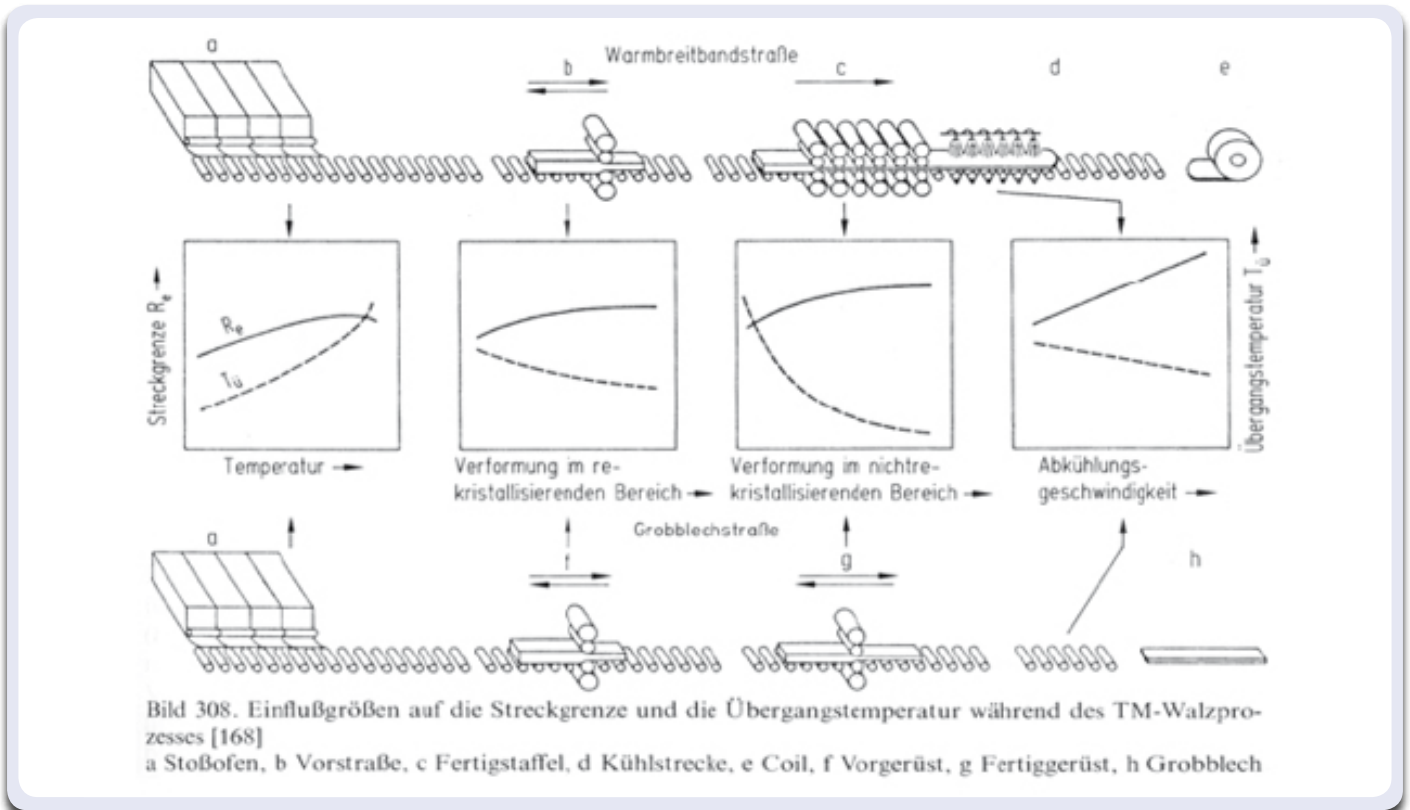 a
Warmbreitbandstraße
b
c
d
e
Streckgrenze Re
Re
Tü
Übergangstemperatur Tü
Temperatur
Verformung im re-
kristallisierenden Bereich
Verformung im nichtre-
kristallisierenden Bereich
Abkühlungs-
geschwindigkeit
Grobblechstraße
a
f
g
h
Bild 308. Einflußgrößen auf die Streckgrenze und die Übergangstemperatur während des TM-Walzpro-
zesses [168]
a Stoßofen, b Vorstraße, c Fertigstaffel, d Kühlstrecke, e Coil, f Vorgerüst, g Fertiggerüst, h Grobblech